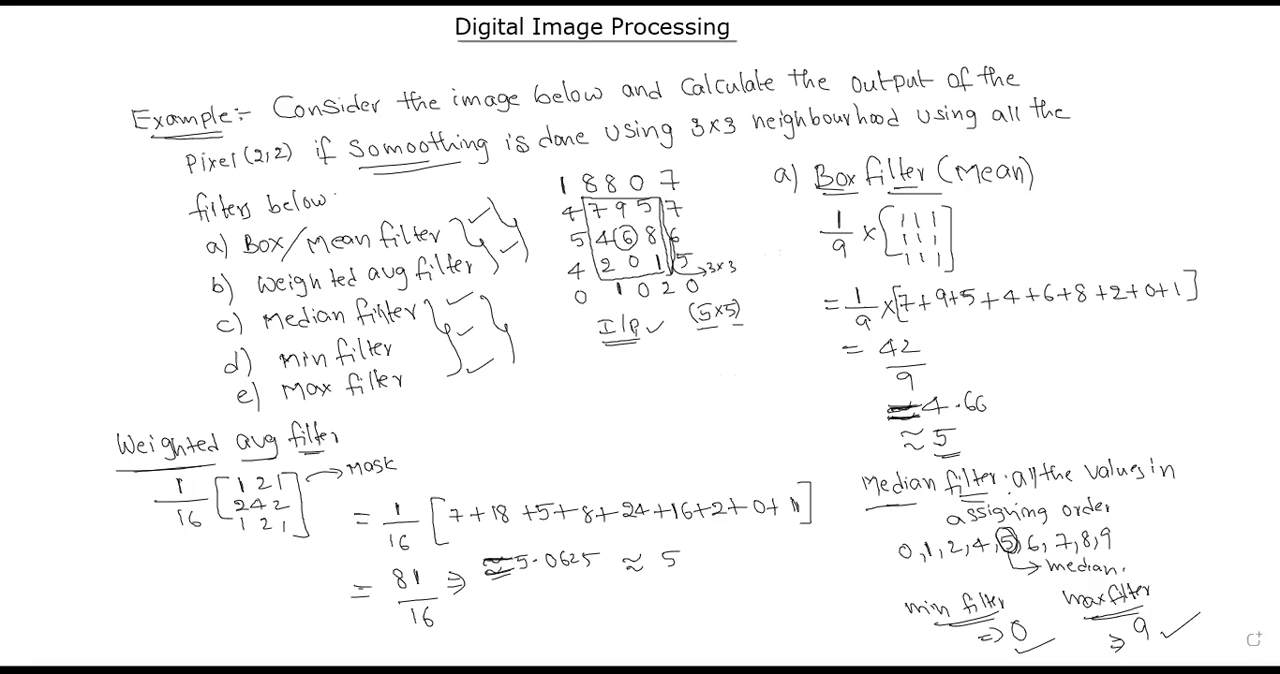 Digital Image Processing
Example:- Consider the image below and calculate the output of the
Pixel (2,2) if somoothing is done using 3x3 neighbourhood using all the
filters below.
a) Box/Mean filter
b) weighted avg filter
c) Median filter
d) min filter
e) Max filter
1 8 8 0 7
4 7 9 5 7
5 4 6 8 6
4 2 0 1 5
0 1 0 2 0
→3x3
I/p (5x5)
a) Box filter (Mean)
1/9 x [1 1 1
1 1 1
1 1 1]
= 1/9 x[7+9+5+4+6+8+2+0+1]
= 42
9
= 4.66
≈ 5
Weighted avg filter
1/16 [1 2 1
2 4 2
1 2 1] → Mask
= 1/16 [7+18+5+8+24+16+2+0+1]
= 81/16 ⇒ ≈5.0625 ≈ 5
Median filter: all the values in
assigning order
0,1,2,4,5,6,7,8,9
→ median.
min filter
=> 0
max filter
⇒ 9